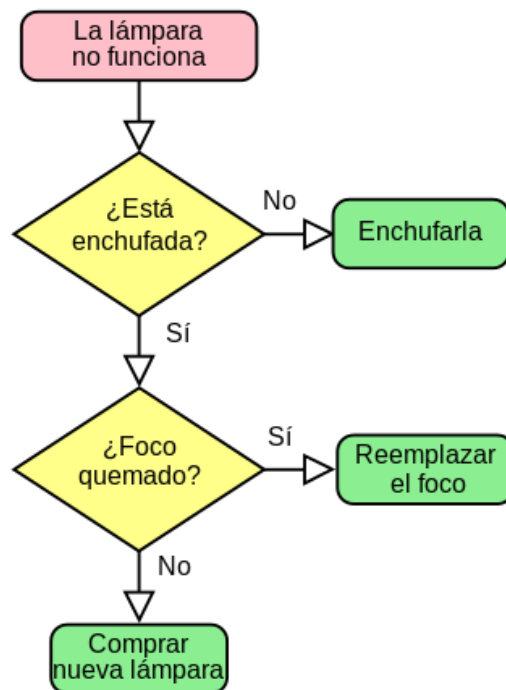 La lámpara
no funciona
¿Está
enchufada?
No
Enchufarla
Sí
¿Foco
quemado?
Sí
Reemplazar
el foco
No
Comprar
nueva lámpara